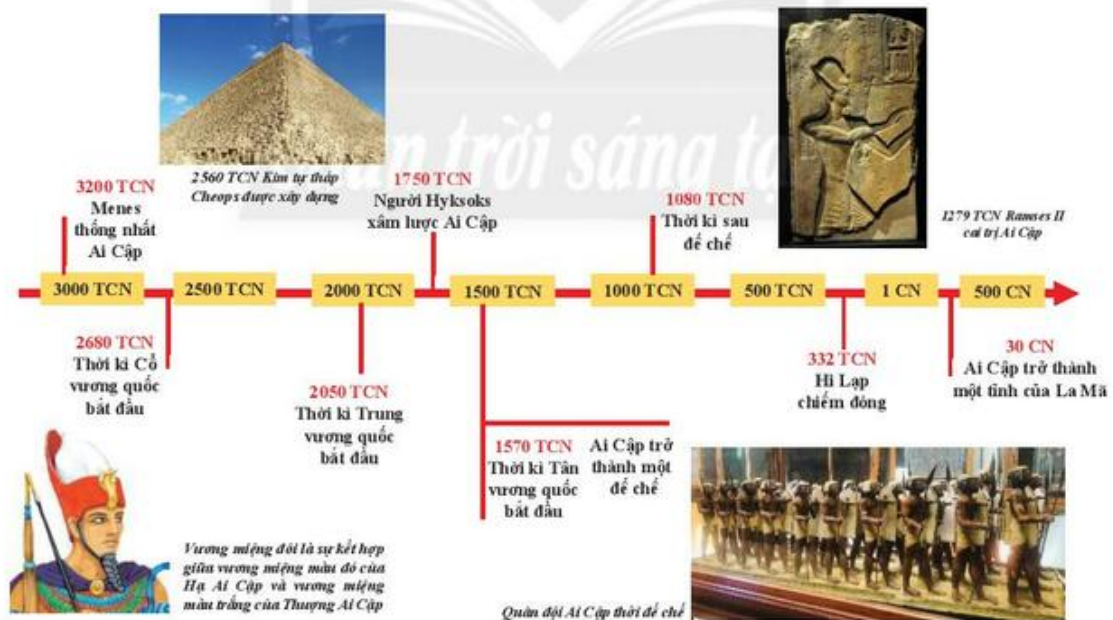 2560 TCN Kim tự tháp
Cheops được xây dựng
3200 TCN
Menes
thống nhất
Ai Cập
1750 TCN
Người Hyksoks
xâm lược Ai Cập
1080 TCN
Thời kì sau
đế chế
1279 TCN Ramses II
cai trị Ai Cập
3000 TCN
2500 TCN
2000 TCN
1500 TCN
1000 TCN
500 TCN
1 CN
500 CN
2680 TCN
Thời kì Cổ
vương quốc
bắt đầu
2050 TCN
Thời kì Trung
vương quốc
bắt đầu
1570 TCN
Thời kì Tân
vương quốc
bắt đầu
Ai Cập trở
thành một
đế chế
332 TCN
Hi Lạp
chiếm đóng
30 CN
Ai Cập trở thành
một tỉnh của La Mã
Vương miệng đôi là sự kết hợp
giữa vương miệng màu đỏ của
Hạ Ai Cập và vương miệng
màu trắng của Thượng Ai Cập
Quân đội Ai Cập thời đế chế
trời sáng